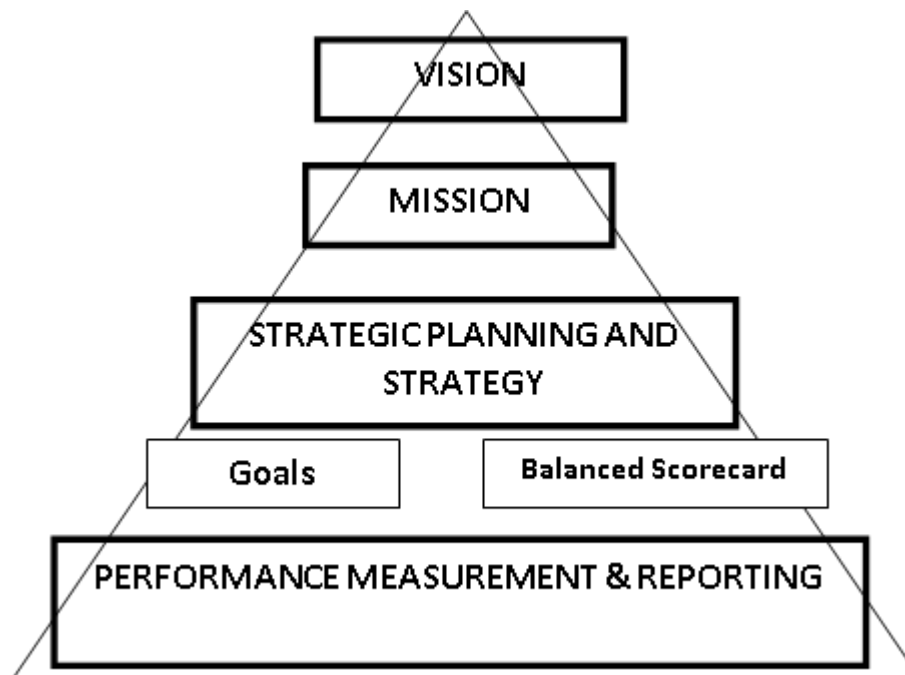 VISION
MISSION
STRATEGIC PLANNING AND
STRATEGY
Goals
Balanced Scorecard
PERFORMANCE MEASUREMENT & REPORTING